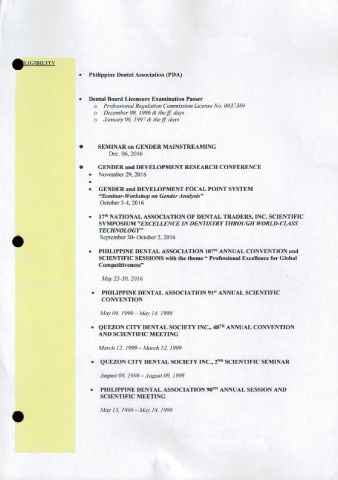 ELIGIBILITY
• Philippine Dental Association (PDA)
• Dental Board Licensure Examination Passer
o Professional Regulation Commission License No. 0037389
o December 09, 1996 & the ff. days
o January 06, 1997 & the ff. days
● SEMINAR on GENDER MAINSTREAMING
Dec. 06, 2016
● GENDER and DEVELOPMENT RESEARCH CONFERENCE
• November 29, 2016
•
• GENDER and DEVELOPMENT FOCAL POINT SYSTEM
"Seminar-Workshop on Gender Analysis"
October 3-4, 2016
• 17th NATIONAL ASSOCIATION OF DENTAL TRADERS, INC. SCIENTIFIC
SYMPOSIUM "EXCELLENCE IN DENTISTRY THROUGH WORLD-CLASS
TECHNOLOGY"
September 30- October 2, 2016
• PHILIPPINE DENTAL ASSOCIATION 107th ANNUAL CONVENTION and
SCIENTIFIC SESSIONS with the theme " Professional Excellence for Global
Competitiveness"
May 25-30, 2016
• PHILIPPINE DENTAL ASSOCIATION 91st ANNUAL SCIENTIFIC
CONVENTION
May 09, 1999 – May 14, 1999
• QUEZON CITY DENTAL SOCIETY INC., 48TH ANNUAL CONVENTION
AND SCIENTIFIC MEETING
March 12, 1999 – March 12, 1999
• QUEZON CITY DENTAL SOCIETY INC., 2ND SCIENTIFIC SEMINAR
August 09, 1998 – August 09, 1998
• PHILIPPINE DENTAL ASSOCIATION 90TH ANNUAL SESSION AND
SCIENTIFIC MEETING
May 13, 1998 – May 18, 1998